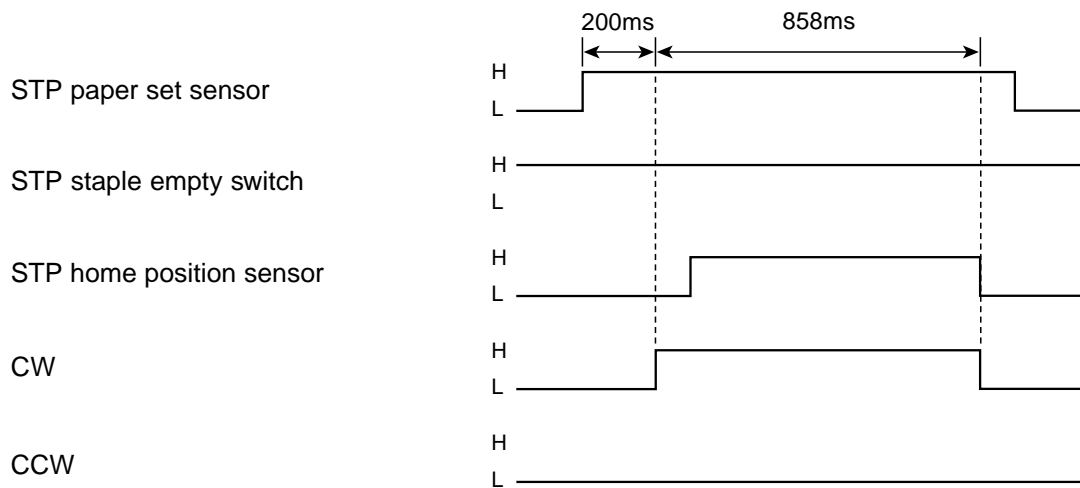 200ms 858ms
STP paper set sensor H
L
STP staple empty switch H
L
STP home position sensor H
L
CW H
L
CCW H
L